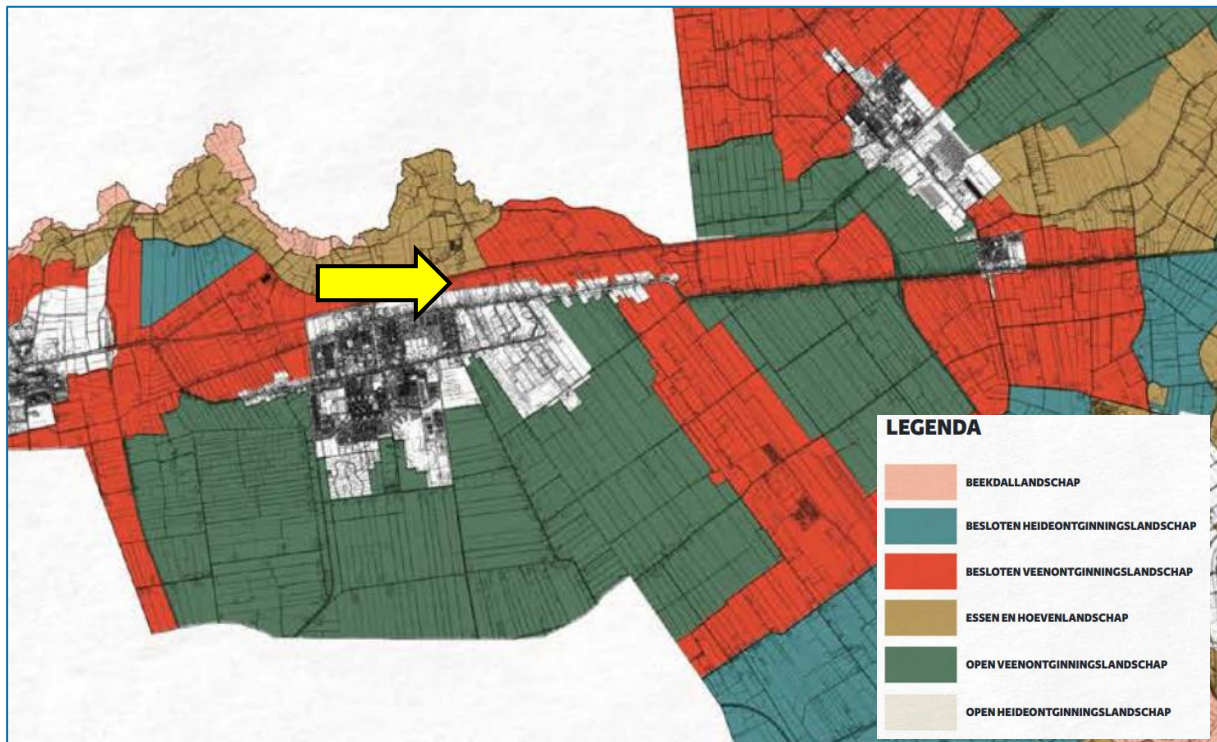 LEGENDA
BEEKDALLANDSCHAP
BESLOTEN HEIDEONTGINNINGSLANDSCHAP
BESLOTEN VEENONTGINNINGSLANDSCHAP
ESSEN EN HOEVENLANDSCHAP
OPEN VEENONTGINNINGSLANDSCHAP
OPEN HEIDEONTGINNINGSLANDSCHAP